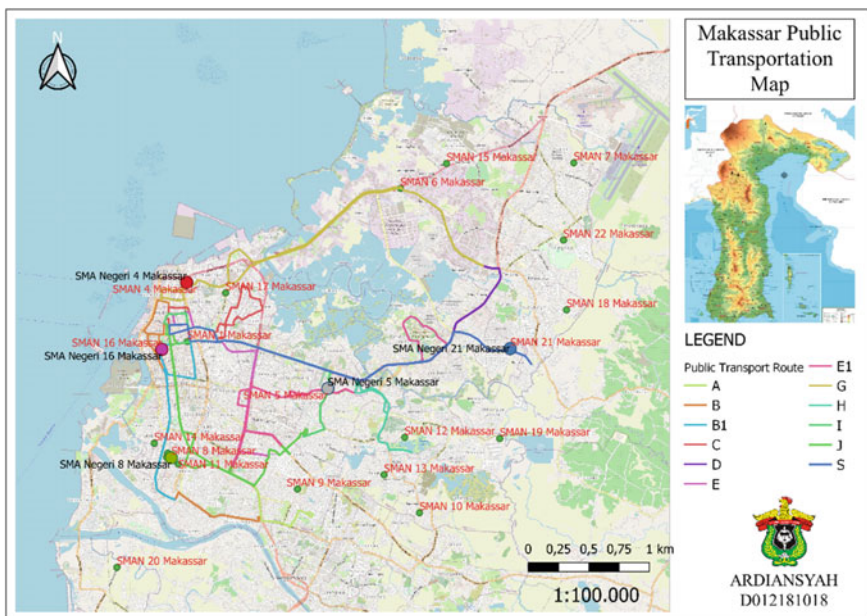 Makassar Public
Transportation
Map
N
SMAN 15 Makassar
SMAN 7 Makassar
SMAN 6 Makassar
SMAN 22 Makassar
SMA Negeri 4 Makassar
SMAN 4 Makassar
SMAN 17 Makassar
SMAN 18 Makassar
SMAN 16 Makassar
SMAN 1 Makassar
SMA Negeri 16 Makassar
SMA Negeri 21 Makassar
SMAN 21 Makassar
SMA Negeri 5 Makassar
SMAN 5 Makassar
SMAN 14 Makassar
SMAN 12 Makassar
SMAN 19 Makassar
SMAN 8 Makassar
SMA Negeri 8 Makassar
SMAN 11 Makassar
SMAN 13 Makassar
SMAN 9 Makassar
SMAN 10 Makassar
SMAN 20 Makassar
0 0,25 0,5 0,75 1 km
1:100.000
LEGEND
Public Transport Route
A
B
B1
C
D
E
E1
G
H
I
J
S
ARDIANSYAH
D012181018